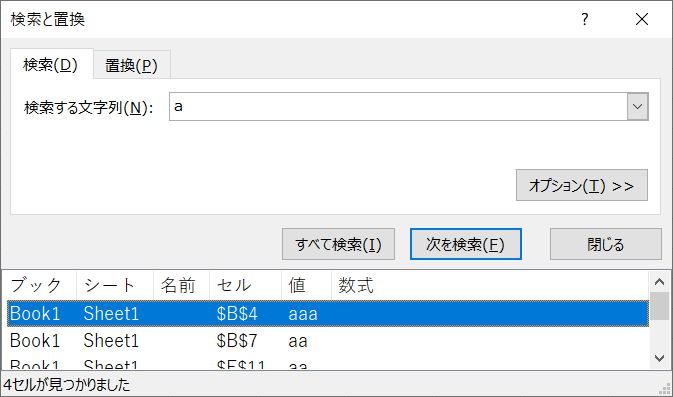 検索と置換 ? ×
検索(D) 置換(P)
検索する文字列(N): a
オプション(T) >>
すべて検索(I) 次を検索(F) 閉じる
ブック シート 名前 セル 値 数式
Book1 Sheet1 $B$4 aaa
Book1 Sheet1 $B$7 aa
Book1 Sheet1 $E$11 aa
4セルが見つかりました